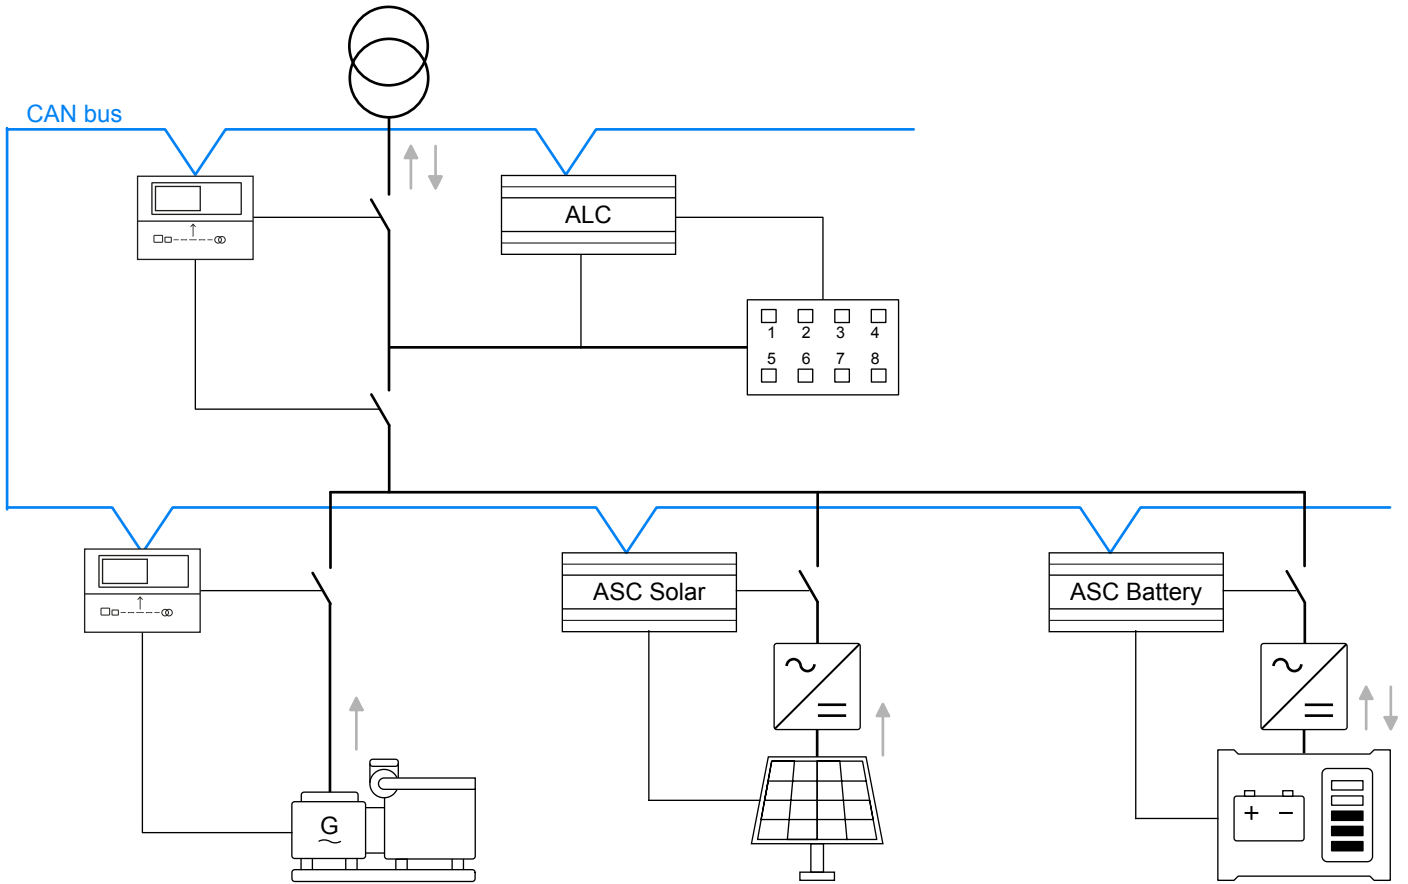 CAN bus
ALC
1 2 3 4
5 6 7 8
ASC Solar
ASC Battery
G
+ −